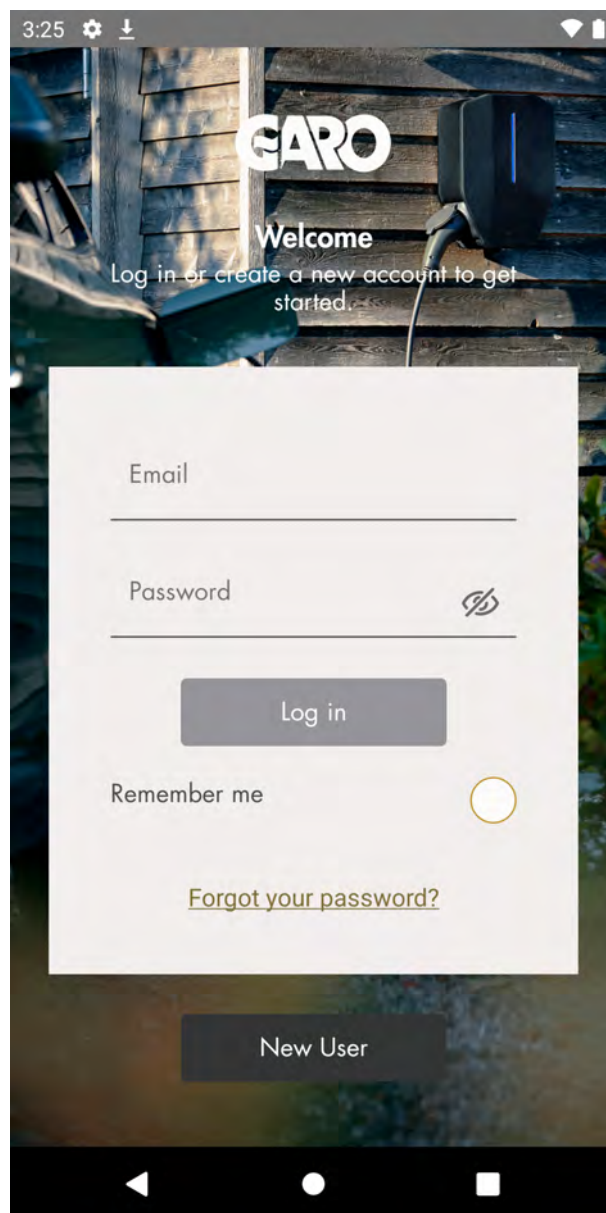 3:25
GARO
Welcome
Log in or create a new account to get
started.
Email
Password
Log in
Remember me
Forgot your password?
New User